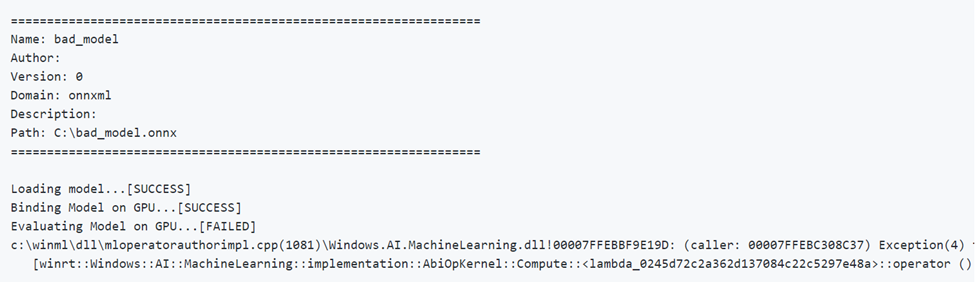 =================================================================
Name: bad_model
Author:
Version: 0
Domain: onnxml
Description:
Path: C:\bad_model.onnx
=================================================================
Loading model...[SUCCESS]
Binding Model on GPU...[SUCCESS]
Evaluating Model on GPU...[FAILED]
c:\winml\dll\mloperatorauthorimpl.cpp(1081)\Windows.AI.MachineLearning.dll!00007FFEBBF9E19D: (caller: 00007FFEBC308C37) Exception(4)
[winrt::Windows::AI::MachineLearning::implementation::AbiOpKernel::Compute::<lambda_0245d72c2a362d137084c22c5297e48a>::operator ()